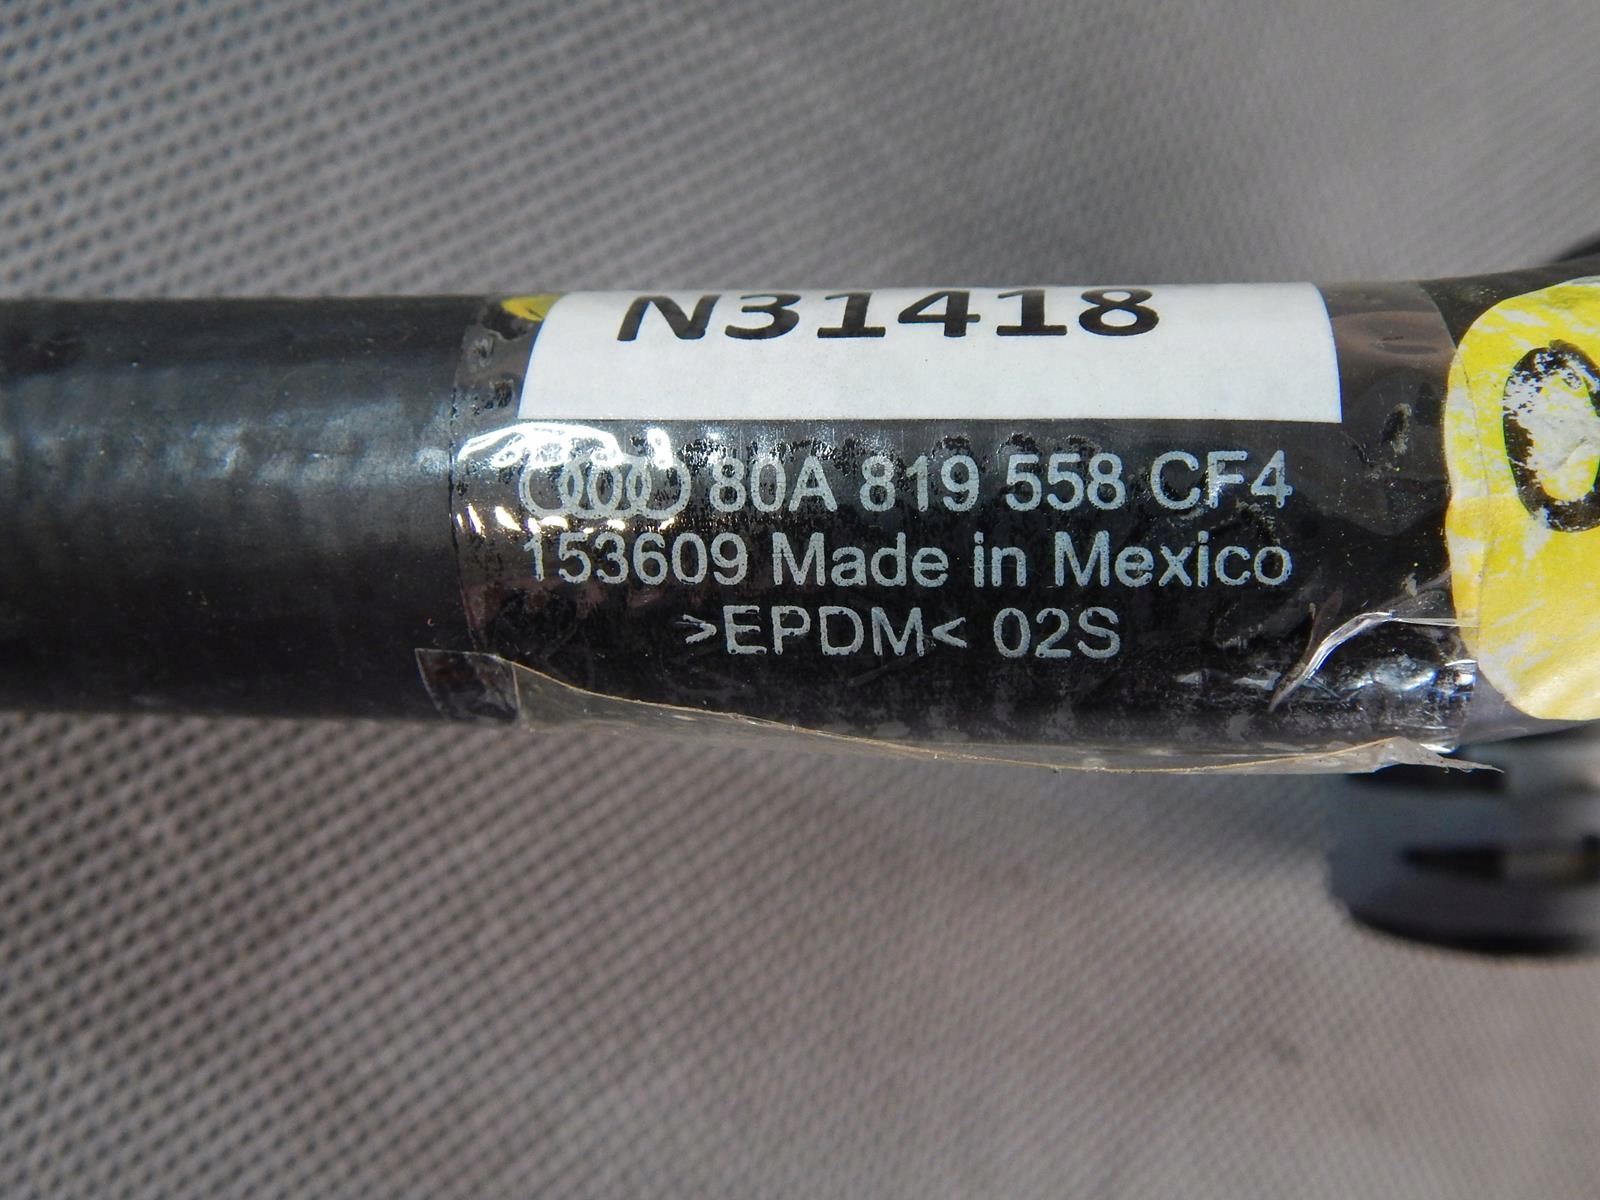 N31418
80A 819 558 CF4
153609 Made in Mexico
>EPDM< 02S